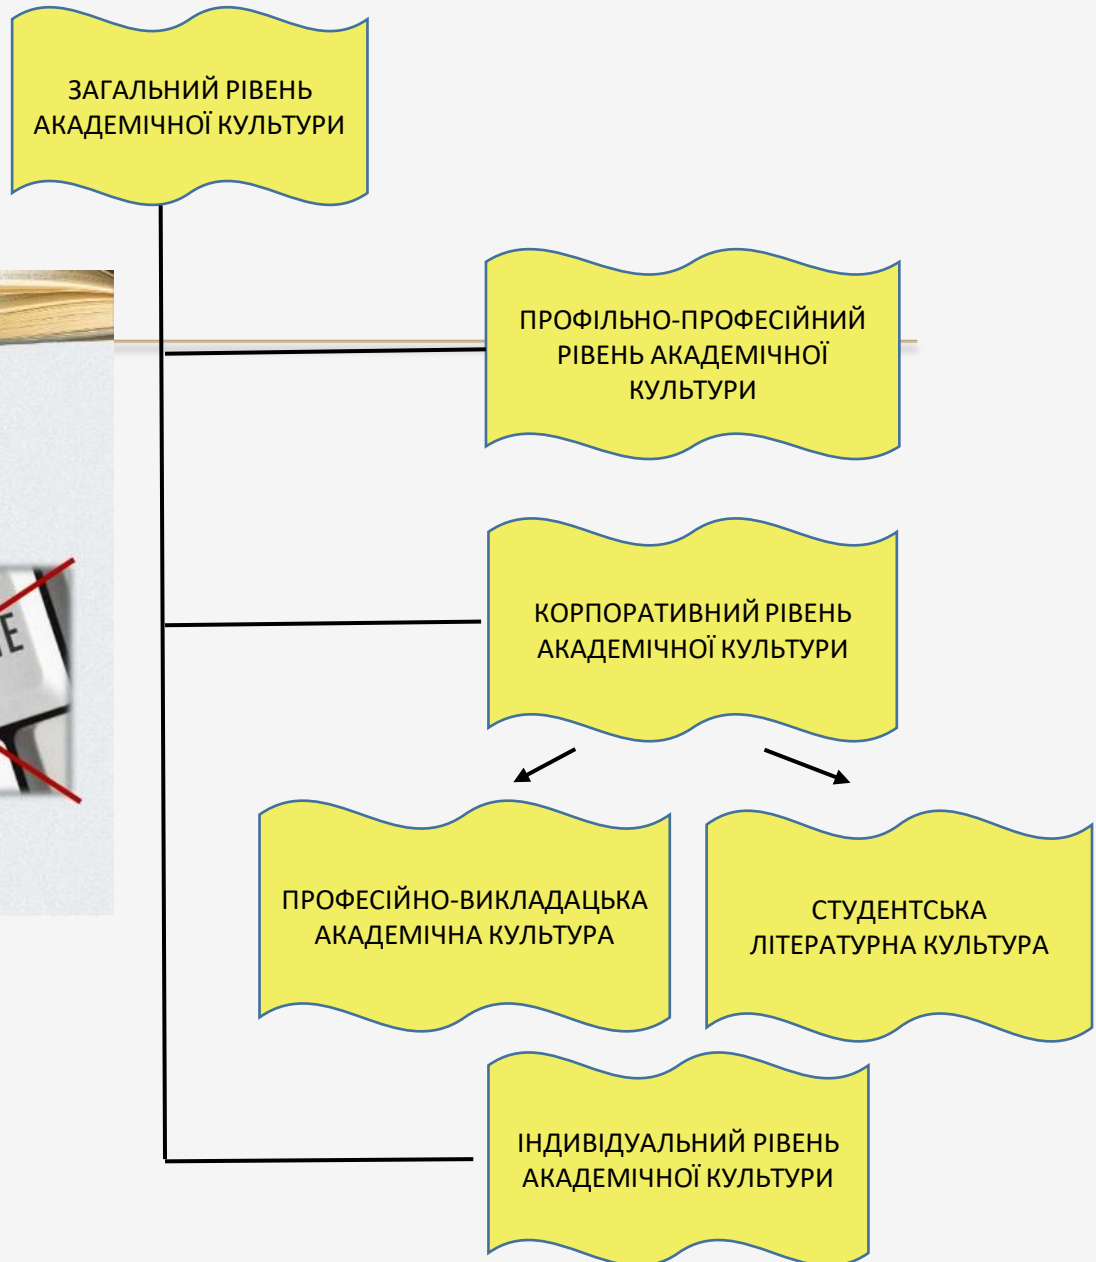 ЗАГАЛЬНИЙ РІВЕНЬ
АКАДЕМІЧНОЇ КУЛЬТУРИ
ПРОФІЛЬНО-ПРОФЕСІЙНИЙ
РІВЕНЬ АКАДЕМІЧНОЇ
КУЛЬТУРИ
КОРПОРАТИВНИЙ РІВЕНЬ
АКАДЕМІЧНОЇ КУЛЬТУРИ
ПРОФЕСІЙНО-ВИКЛАДАЦЬКА
АКАДЕМІЧНА КУЛЬТУРА
СТУДЕНТСЬКА
ЛІТЕРАТУРНА КУЛЬТУРА
ІНДИВІДУАЛЬНИЙ РІВЕНЬ
АКАДЕМІЧНОЇ КУЛЬТУРИ